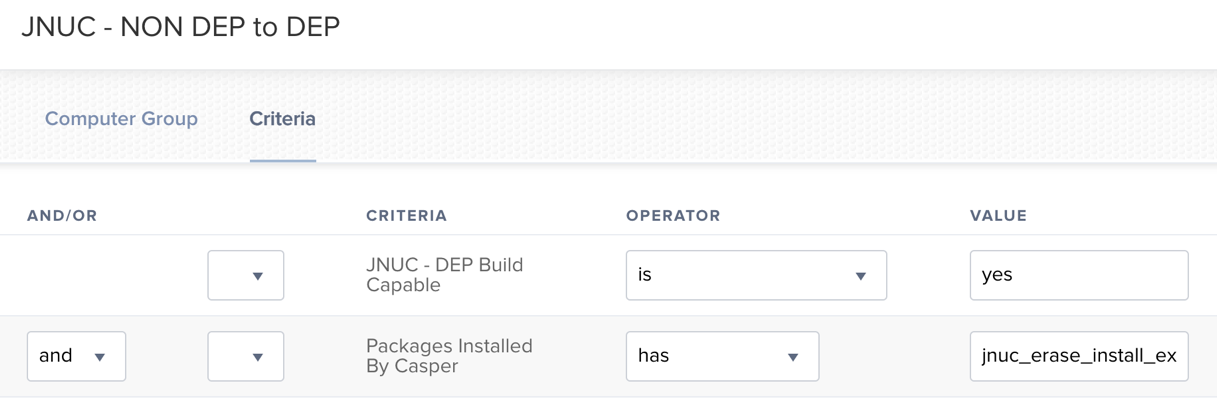 JNUC - NON DEP to DEP
Computer Group Criteria
AND/OR CRITERIA OPERATOR VALUE
JNUC - DEP Build
Capable
is yes
Packages Installed
By Casper
and has jnuc_erase_install_ex